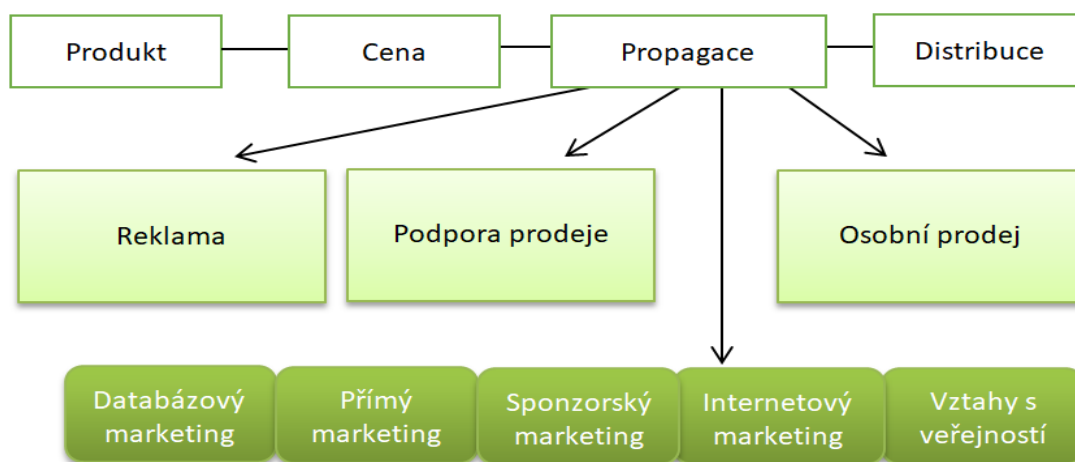 Produkt
Cena
Propagace
Distribuce
Reklama
Podpora prodeje
Osobní prodej
Databázový
marketing
Přímý
marketing
Sponzorský
marketing
Internetový
marketing
Vztahy s
veřejností